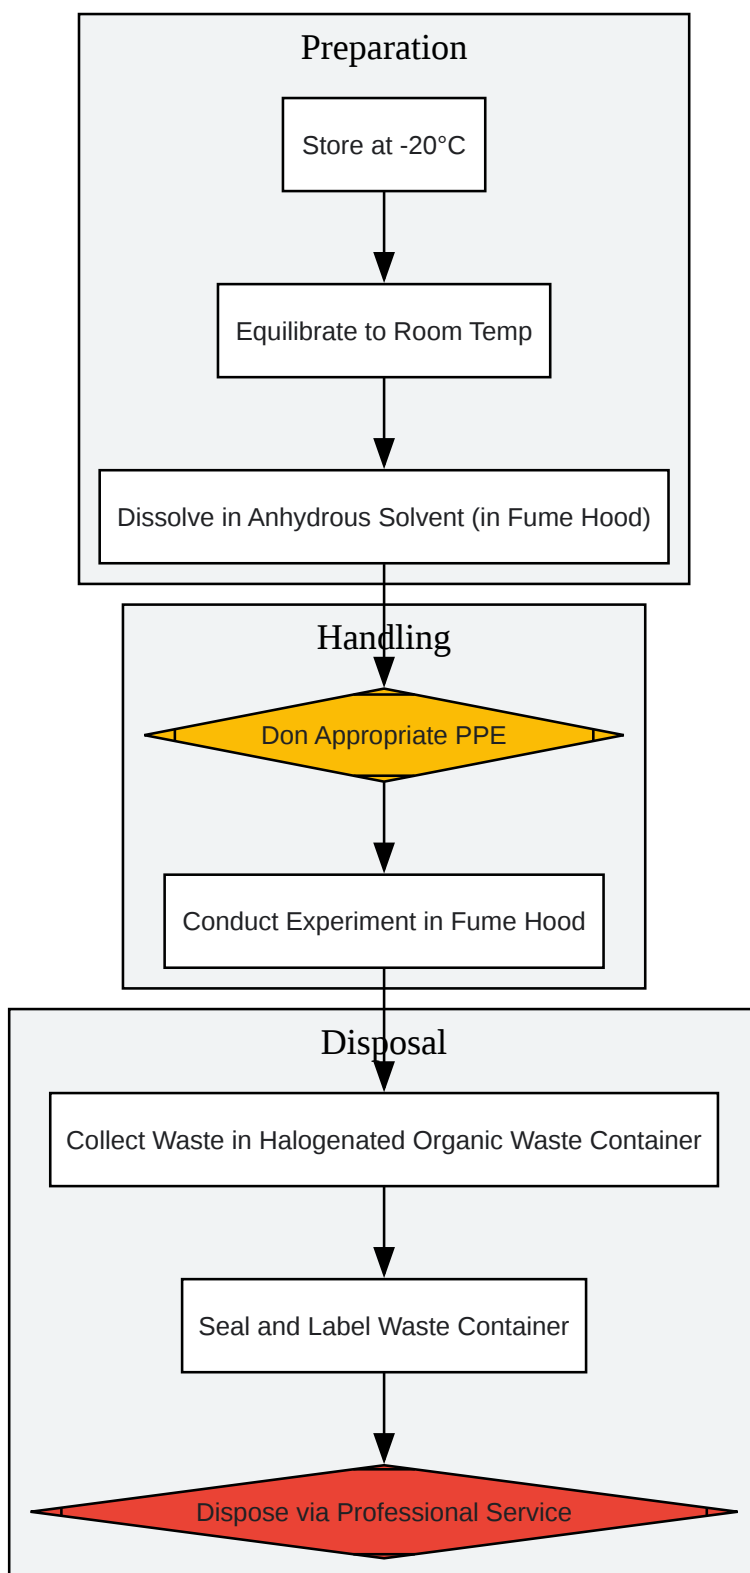 Preparation
Store at -20°C
Equilibrate to Room Temp
Dissolve in Anhydrous Solvent (in Fume Hood)
Handling
Don Appropriate PPE
Conduct Experiment in Fume Hood
Disposal
Collect Waste in Halogenated Organic Waste Container
Seal and Label Waste Container
Dispose via Professional Service